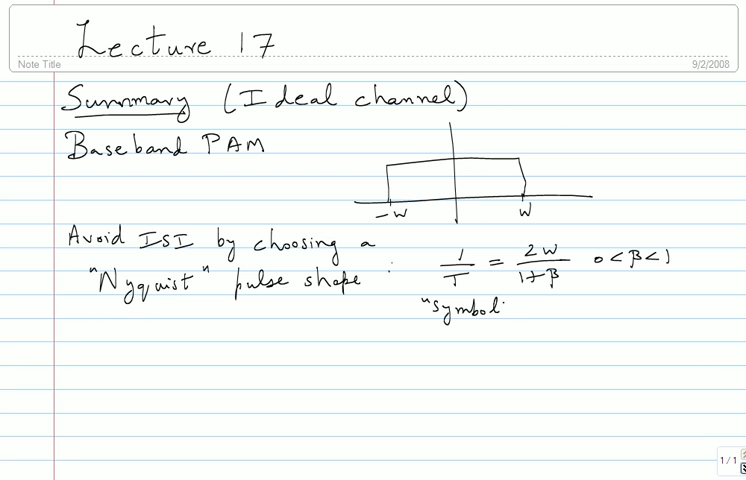 Lecture 17
Note Title
9/2/2008
Summary (Ideal channel)
Baseband PAM
-W W
Avoid ISI by choosing a
"Nyquist" pulse shape : 1/T = 2W/1+β 0<β<1
"Symbol
1/1